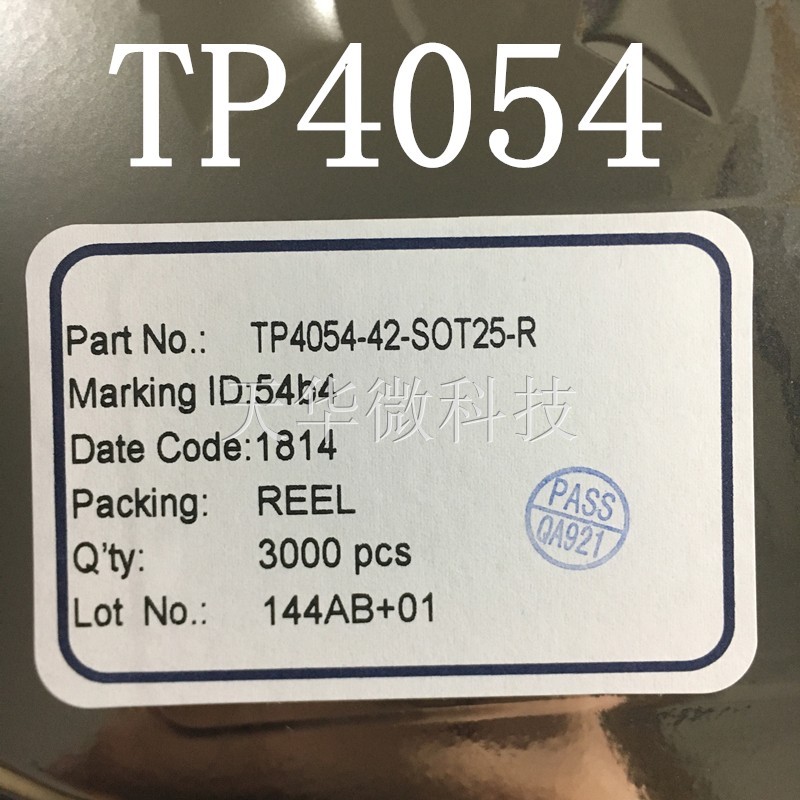 TP4054
Part No.: TP4054-42-SOT25-R
Marking ID:54b4
天华微科技
Date Code:1814
Packing: REEL
Q'ty: 3000 pcs
Lot No.: 144AB+01
PASS
QA921